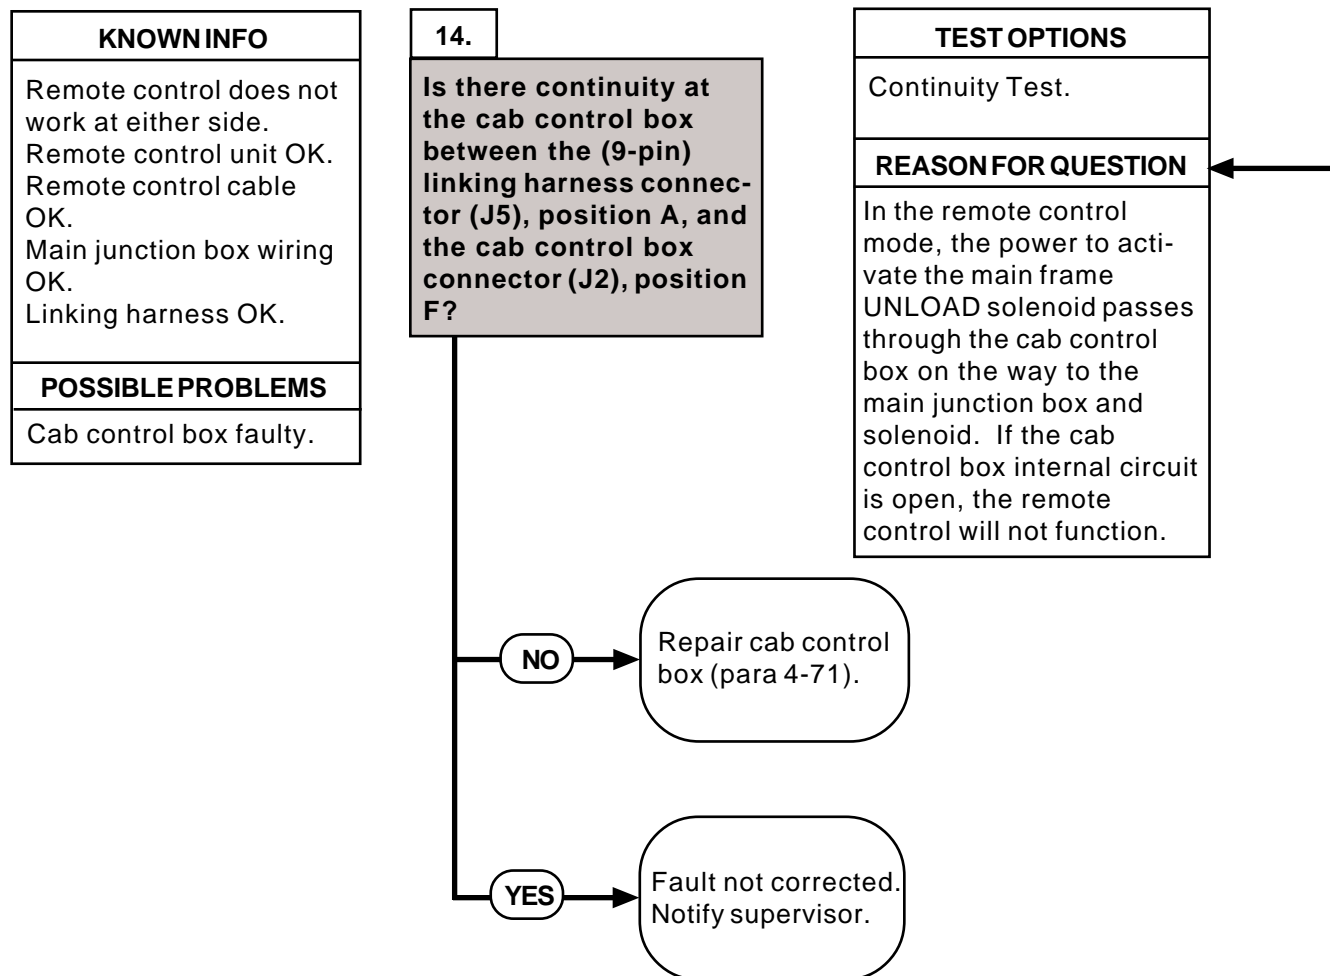 KNOWN INFO
Remote control does not
work at either side.
Remote control unit OK.
Remote control cable
OK.
Main junction box wiring
OK.
Linking harness OK.
POSSIBLE PROBLEMS
Cab control box faulty.
14.
Is there continuity at
the cab control box
between the (9-pin)
linking harness connec-
tor (J5), position A, and
the cab control box
connector (J2), position
F?
TEST OPTIONS
Continuity Test.
REASON FOR QUESTION
In the remote control
mode, the power to acti-
vate the main frame
UNLOAD solenoid passes
through the cab control
box on the way to the
main junction box and
solenoid.  If the cab
control box internal circuit
is open, the remote
control will not function.
NO
Repair cab control
box (para 4-71).
YES
Fault not corrected.
Notify supervisor.